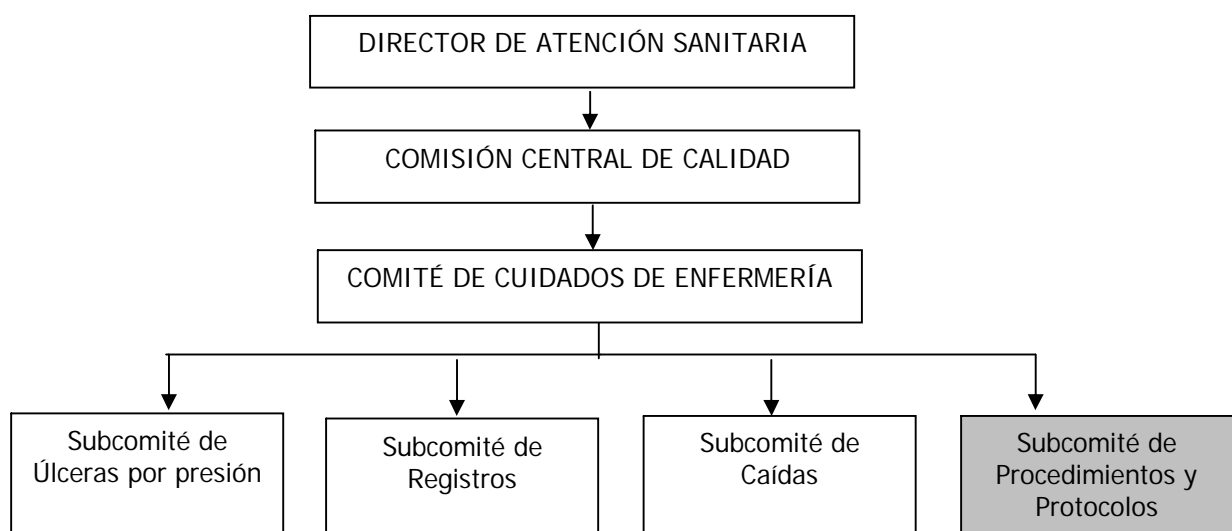 DIRECTOR DE ATENCIÓN SANITARIA
COMISIÓN CENTRAL DE CALIDAD
COMITÉ DE CUIDADOS DE ENFERMERÍA
Subcomité de
Úlceras por presión
Subcomité de
Registros
Subcomité de
Caídas
Subcomité de
Procedimientos y
Protocolos